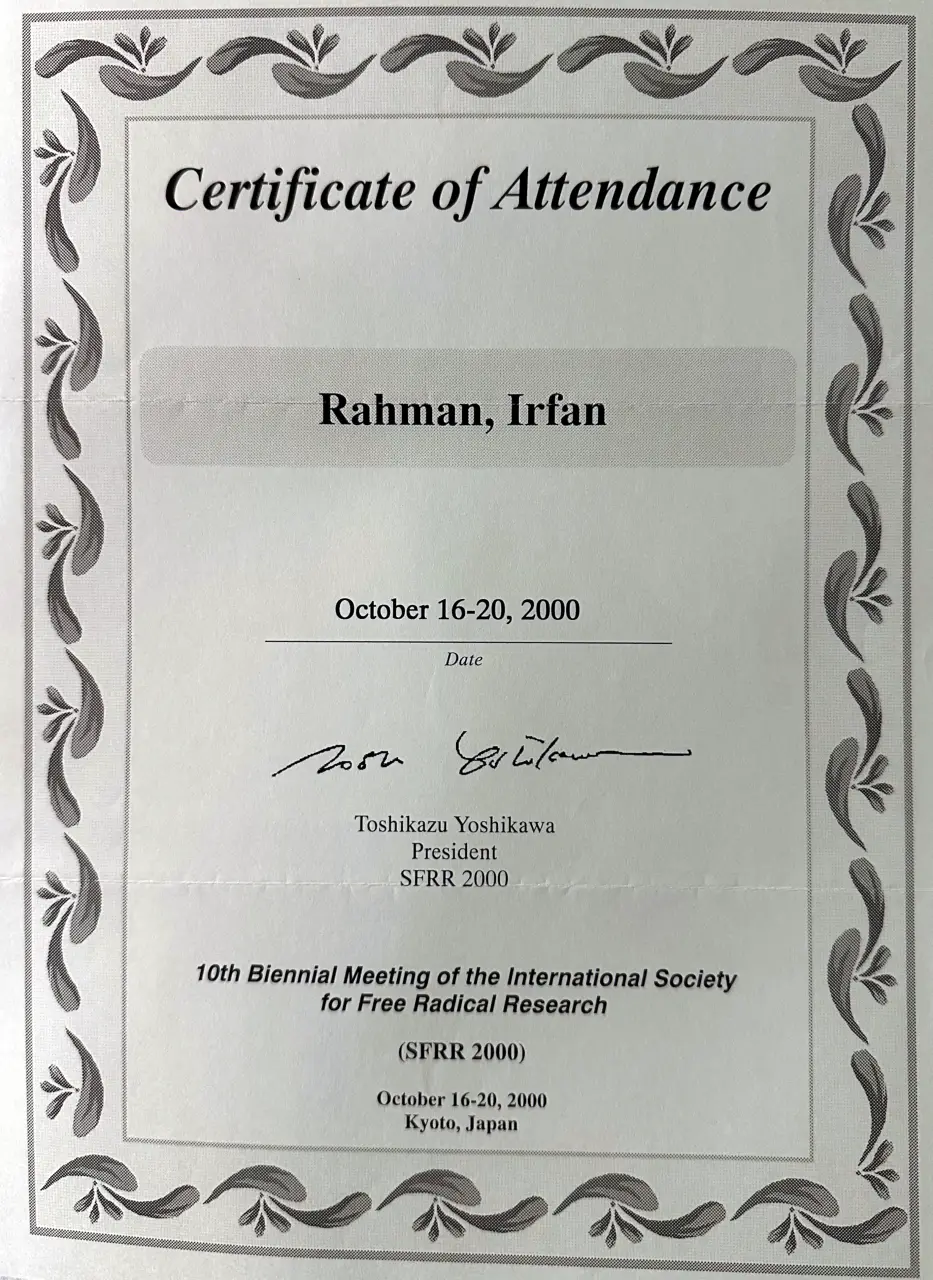 Certificate of Attendance
Rahman, Irfan
October 16-20, 2000
Date
Toshikazu Yoshikawa
President
SFRR 2000
10th Biennial Meeting of the International Society
for Free Radical Research
(SFRR 2000)
October 16-20, 2000
Kyoto, Japan